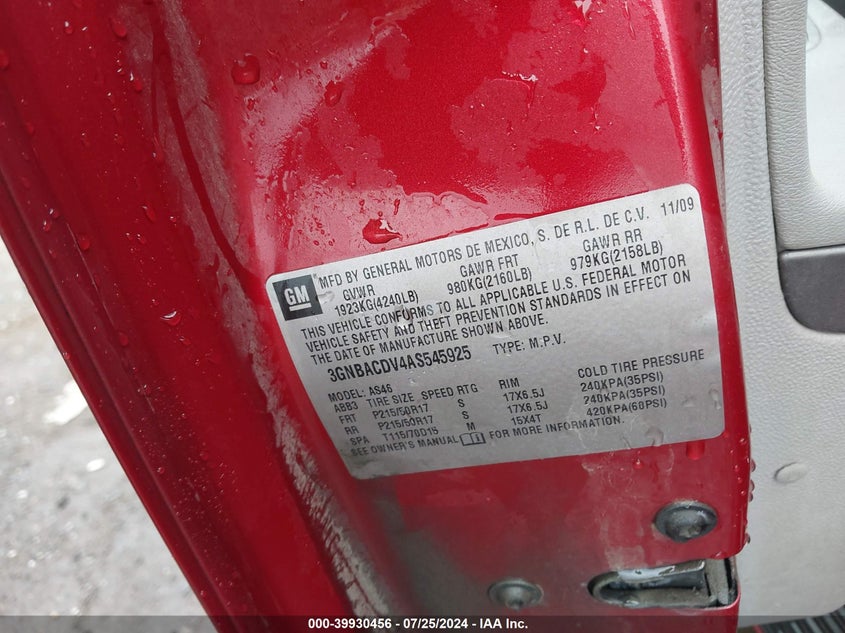 GM
MFD BY GENERAL MOTORS DE MEXICO, S. DE R.L. DE C.V. 11/09
GVWR GAWR FRT GAWR RR
1923KG(4240LB) 980KG(2160LB) 979KG(2158LB)
THIS VEHICLE CONFORMS TO ALL APPLICABLE U.S. FEDERAL MOTOR
VEHICLE SAFETY AND THEFT PREVENTION STANDARDS IN EFFECT ON
THE DATE OF MANUFACTURE SHOWN ABOVE.
3GNBACDV4AS545925 TYPE: M.P.V.
MODEL: AS46
ABB3 TIRE SIZE SPEED RTG RIM COLD TIRE PRESSURE
FRT P215/50R17 S 17X6.5J 240KPA(35PSI)
RR P215/50R17 S 17X6.5J 240KPA(35PSI)
SPA T115/70D15 M 15X4T 420KPA(60PSI)
SEE OWNER'S MANUAL FOR MORE INFORMATION.
000-39930456 - 07/25/2024 - IAA Inc.